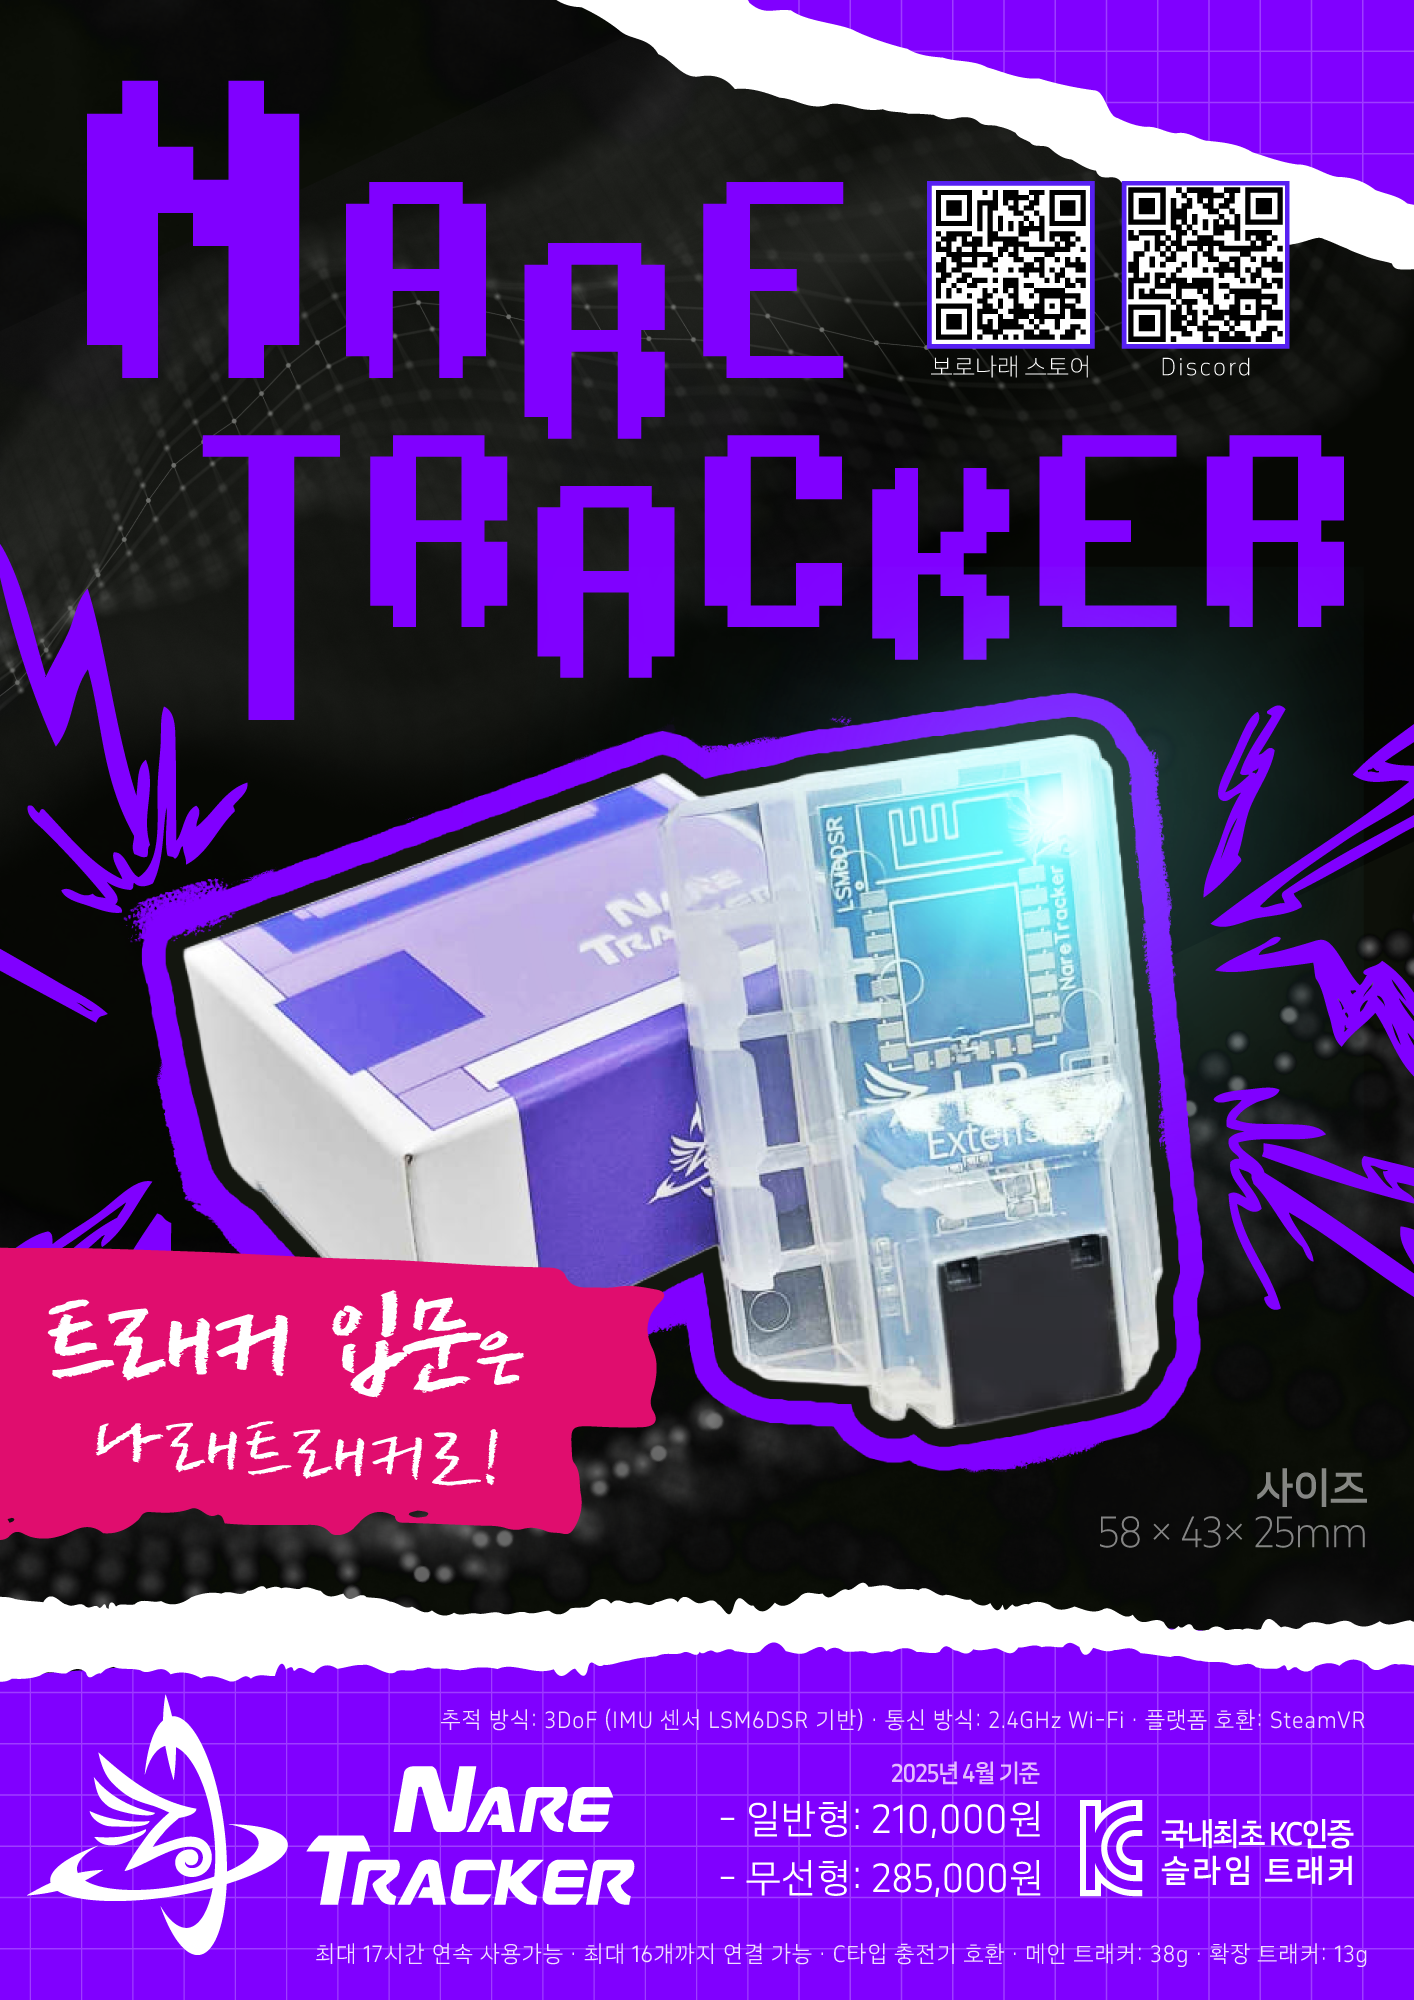 NARE
TRACKER
보로나래 스토어
Discord
LSM6DSR
NareTracker
NARE
Extens
트래커 입문은
나래트래커로!
사이즈
58 × 43× 25mm
추적 방식: 3DoF (IMU 센서 LSM6DSR 기반) · 통신 방식: 2.4GHz Wi-Fi · 플랫폼 호환: SteamVR
NARE
TRACKER
2025년 4월 기준
- 일반형: 210,000원
- 무선형: 285,000원
국내최초 KC인증
슬라임 트래커
최대 17시간 연속 사용가능 · 최대 16개까지 연결 가능 · C타입 충전기 호환 · 메인 트래커: 38g · 확장 트래커: 13g